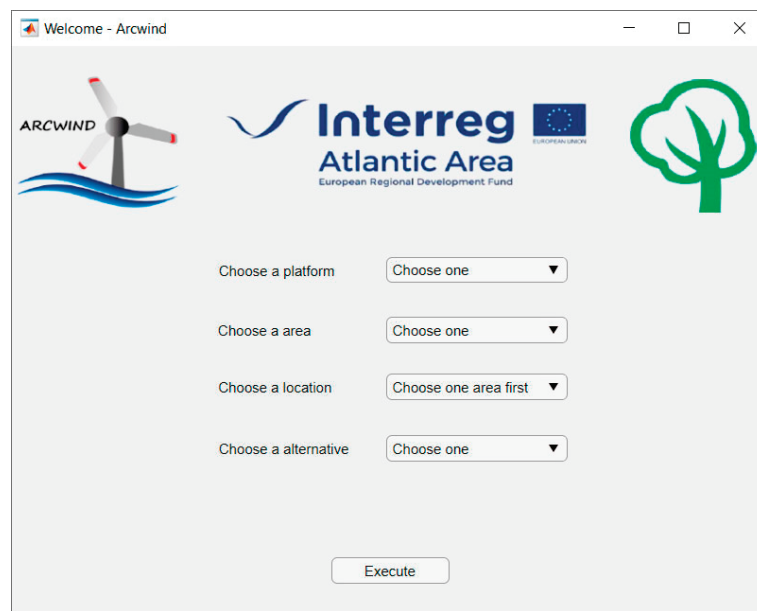 Welcome - Arcwind
ARCWIND
Interreg
EUROPEAN UNION
Atlantic Area
European Regional Development Fund
Choose a platform Choose one
Choose a area Choose one
Choose a location Choose one area first
Choose a alternative Choose one
Execute